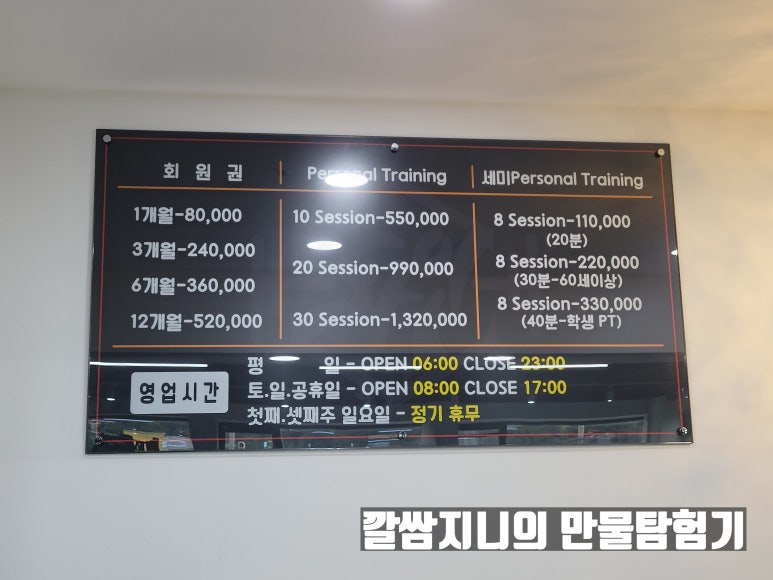 회 원 권
Personal Training
세미Personal Training
1개월-80,000
3개월-240,000
6개월-360,000
12개월-520,000
10 Session-550,000
20 Session-990,000
30 Session-1,320,000
8 Session-110,000
(20분)
8 Session-220,000
(30분-60세이상)
8 Session-330,000
(40분-학생 PT)
영업시간
평 일 - OPEN 06:00 CLOSE 23:00
토.일.공휴일 - OPEN 08:00 CLOSE 17:00
첫째.셋째주 일요일 - 정기 휴무
깔쌈지니의 만물탐험기